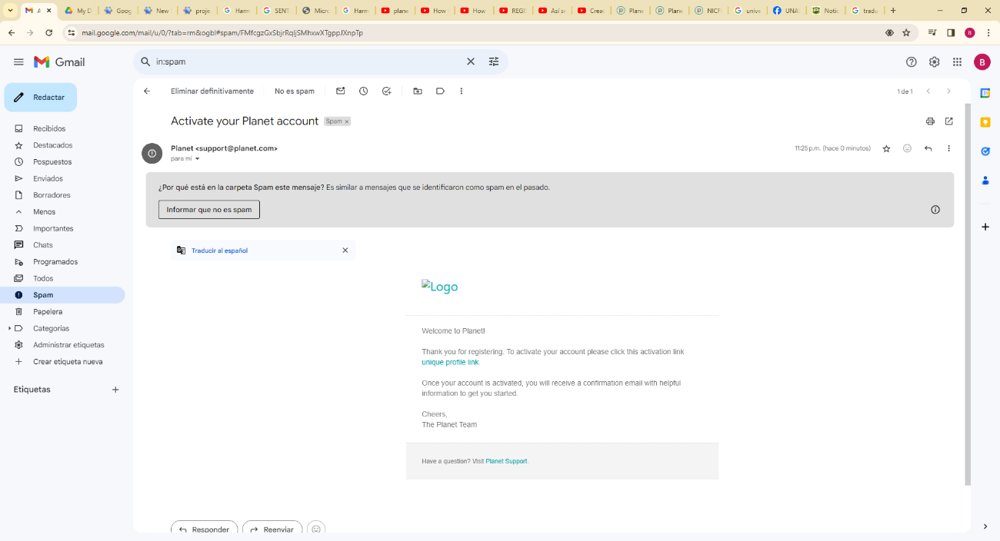 A
My D
Goog
New
proje
Harm
SENT
Micro
Harm
plane
How
How
REGI
Así se
Crea
Plane
Plane
NICFI
unive
UNAS
Notic
tradu
mail.google.com/mail/u/0/?tab=rm&ogbl#spam/FMfcgzGxSbjrRqljSMhxwXTgppJXnpTp
B
Gmail
in:spam
B
Redactar
Eliminar definitivamente
No es spam
1 de 1
Activate your Planet account
Spam x
Recibidos
Destacados
Pospuestos
Enviados
Borradores
Menos
Importantes
Chats
Programados
Todos
Spam
Papelera
Categorías
Administrar etiquetas
Crear etiqueta nueva
Etiquetas
Planet <support@planet.com>
11:25 p.m. (hace 0 minutos)
para mí
¿Por qué está en la carpeta Spam este mensaje? Es similar a mensajes que se identificaron como spam en el pasado.
Informar que no es spam
Traducir al español
Logo
Welcome to Planet!
Thank you for registering. To activate your account please click this activation link
unique profile link.
Once your account is activated, you will receive a confirmation email with helpful
information to get you started.
Cheers,
The Planet Team
Have a question? Visit Planet Support.
Responder
Reenviar
31